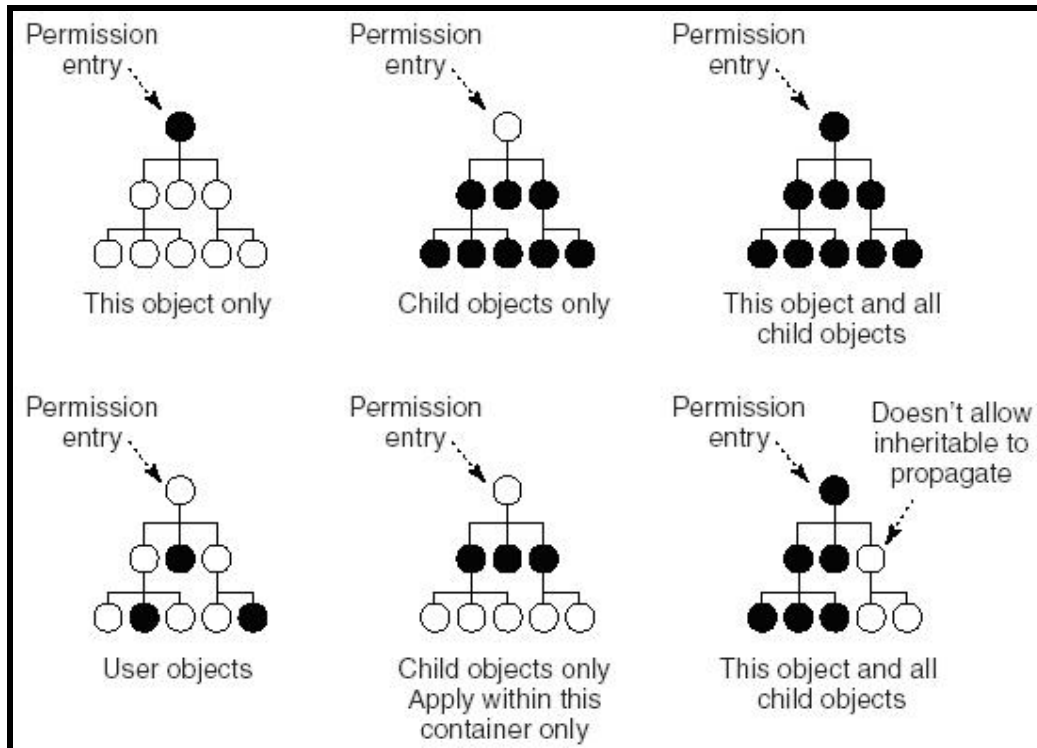 Permission
entry
Permission
entry
Permission
entry
This object only
Child objects only
This object and all
child objects
Permission
entry
Permission
entry
Permission
entry
Doesn't allow
inheritable to
propagate
User objects
Child objects only
Apply within this
container only
This object and all
child objects